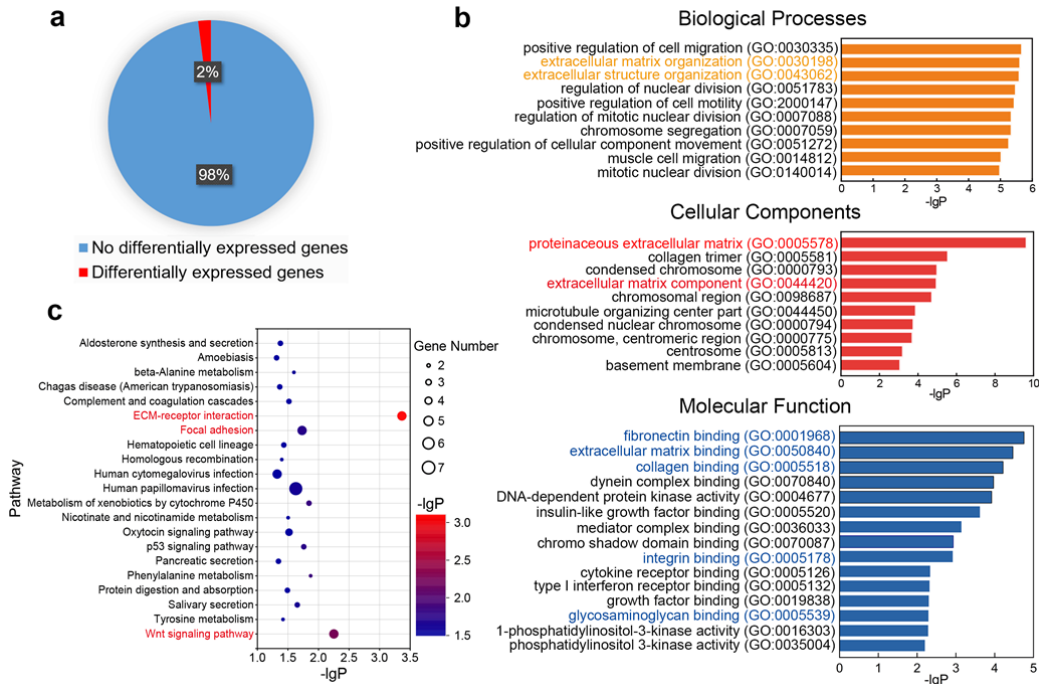 a
2%
98%
No differentially expressed genes
Differentially expressed genes
b
Biological Processes
positive regulation of cell migration (GO:0030335)
extracellular matrix organization (GO:0030198)
extracellular structure organization (GO:0043062)
regulation of nuclear division (GO:0051783)
positive regulation of cell motility (GO:2000147)
regulation of mitotic nuclear division (GO:0007088)
chromosome segregation (GO:0007059)
positive regulation of cellular component movement (GO:0051272)
muscle cell migration (GO:0014812)
mitotic nuclear division (GO:0140014)
0 1 2 3 4 5 6
-lgP
Cellular Components
proteinaceous extracellular matrix (GO:0005578)
collagen trimer (GO:0005581)
condensed chromosome (GO:0000793)
extracellular matrix component (GO:0044420)
chromosomal region (GO:0098687)
microtubule organizing center part (GO:0044450)
condensed nuclear chromosome (GO:0000794)
chromosome, centromeric region (GO:0000775)
centrosome (GO:0005813)
basement membrane (GO:0005604)
0 2 4 6 8 10
-lgP
Molecular Function
fibronectin binding (GO:0001968)
extracellular matrix binding (GO:0050840)
collagen binding (GO:0005518)
dynein complex binding (GO:0070840)
DNA-dependent protein kinase activity (GO:0004677)
insulin-like growth factor binding (GO:0005520)
mediator complex binding (GO:0036033)
chromo shadow domain binding (GO:0070087)
integrin binding (GO:0005178)
cytokine receptor binding (GO:0005126)
type I interferon receptor binding (GO:0005132)
growth factor binding (GO:0019838)
glycosaminoglycan binding (GO:0005539)
1-phosphatidylinositol-3-kinase activity (GO:0016303)
phosphatidylinositol 3-kinase activity (GO:0035004)
0 1 2 3 4 5
-lgP
c
Pathway
Aldosterone synthesis and secretion
Amoebiasis
beta-Alanine metabolism
Chagas disease (American trypanosomiasis)
Complement and coagulation cascades
ECM-receptor interaction
Focal adhesion
Hematopoietic cell lineage
Homologous recombination
Human cytomegalovirus infection
Human papillomavirus infection
Metabolism of xenobiotics by cytochrome P450
Nicotinate and nicotinamide metabolism
Oxytocin signaling pathway
p53 signaling pathway
Pancreatic secretion
Phenylalanine metabolism
Protein digestion and absorption
Salivary secretion
Tyrosine metabolism
Wnt signaling pathway
1.0 1.5 2.0 2.5 3.0 3.5
-lgP
Gene Number
2
3
4
5
6
7
-lgP
3.0
2.5
2.0
1.5